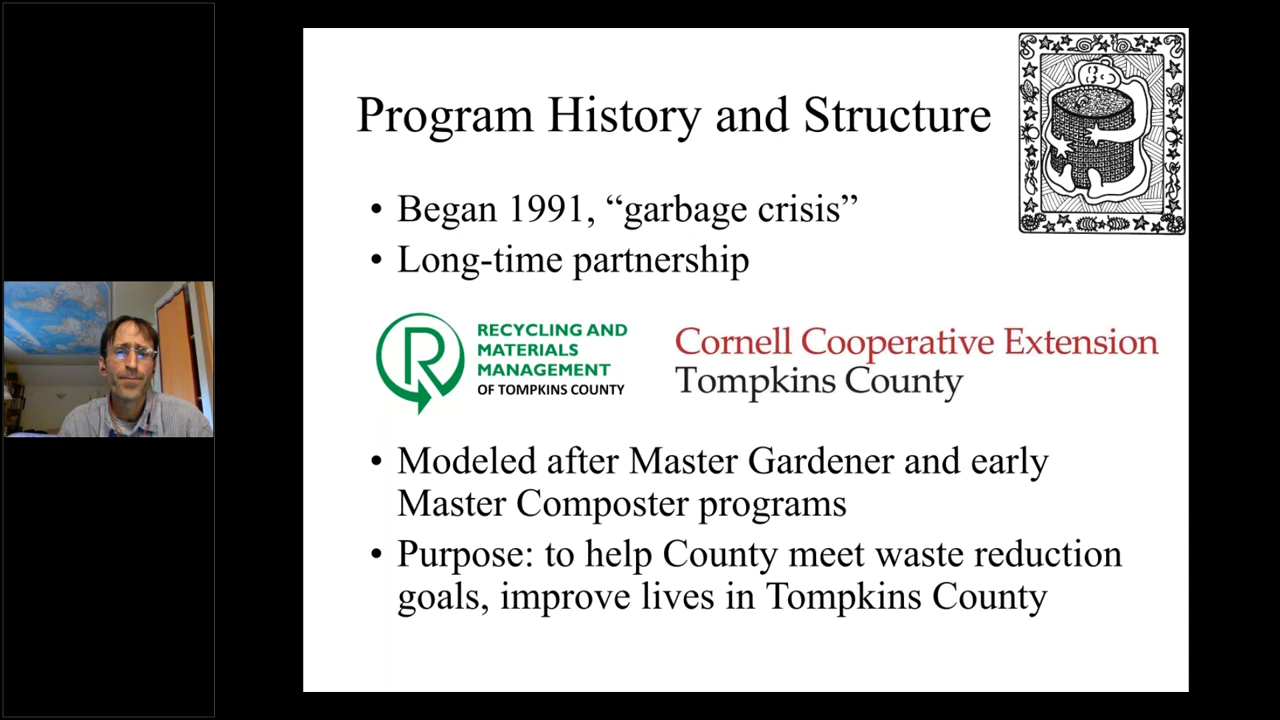 Program History and Structure
• Began 1991, “garbage crisis”
• Long-time partnership
RECYCLING AND
MATERIALS
MANAGEMENT
OF TOMPKINS COUNTY
Cornell Cooperative Extension
Tompkins County
• Modeled after Master Gardener and early
Master Composter programs
• Purpose: to help County meet waste reduction
goals, improve lives in Tompkins County